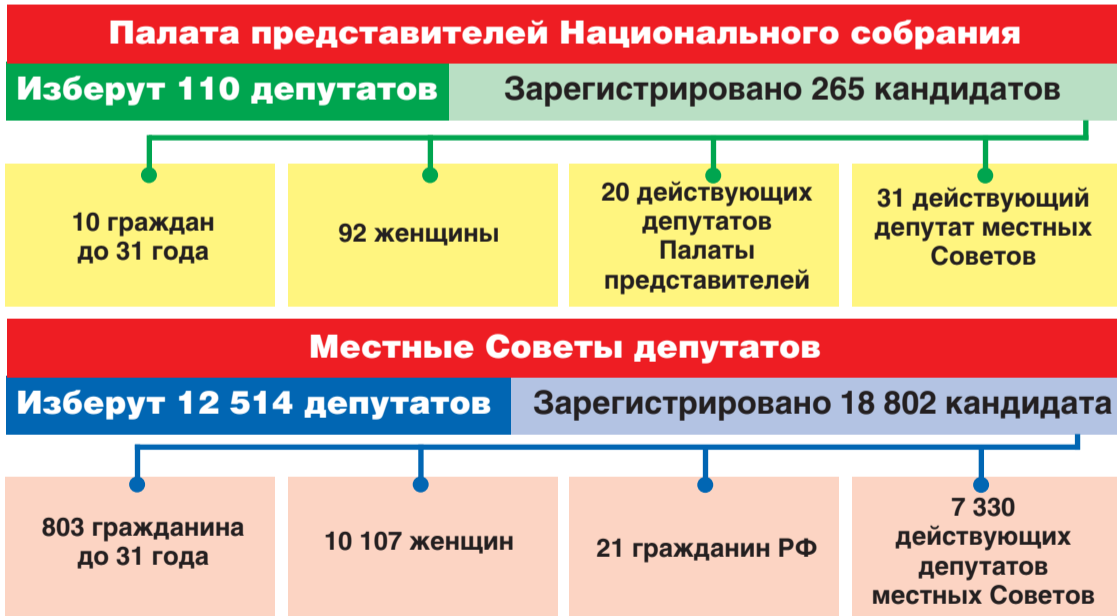 Палата представителей Национального собрания
Изберут 110 депутатов
Зарегистрировано 265 кандидатов
10 граждан
до 31 года
92 женщины
20 действующих
депутатов
Палаты
представителей
31 действующий
депутат местных
Советов
Местные Советы депутатов
Изберут 12 514 депутатов
Зарегистрировано 18 802 кандидата
803 гражданина
до 31 года
10 107 женщин
21 гражданин РФ
7 330
действующих
депутатов
местных Советов